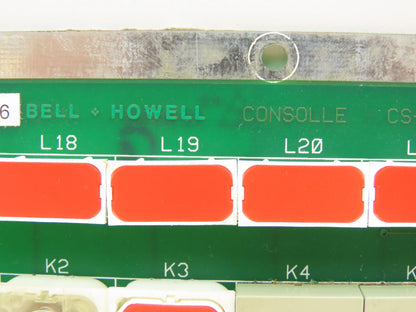 6 BELL + HOWELL CONSOLLE CS-
L18 L19 L20 L
K2 K3 K4 K